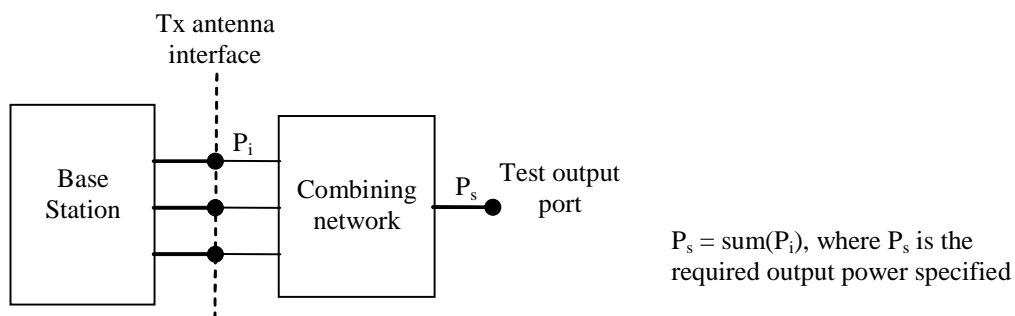 Tx antenna
interface
P_i
Base
Station
Combining
network
P_s
Test output
port
P_s = sum(P_i), where P_s is the
required output power specified